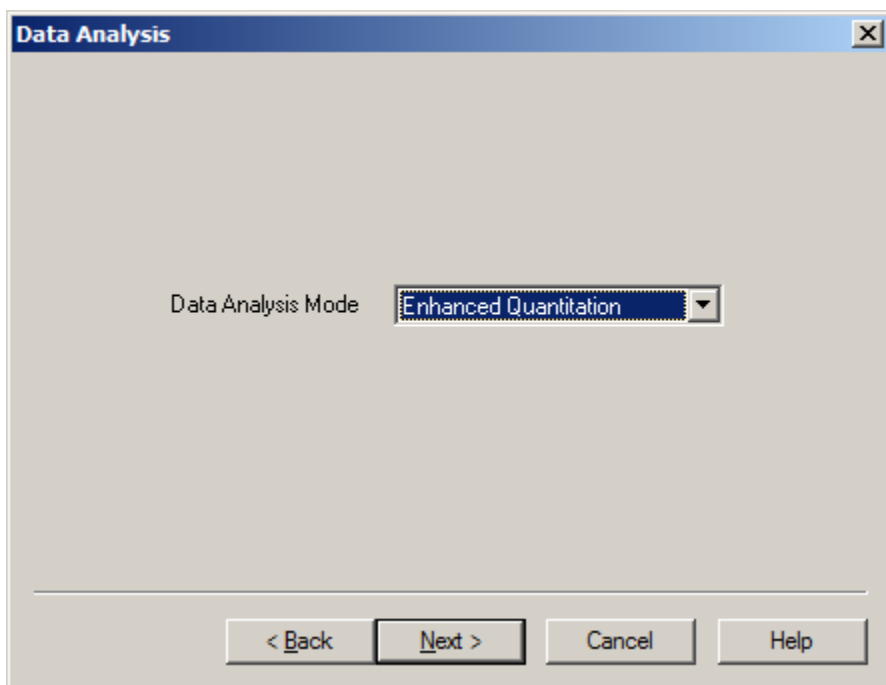 Data Analysis
Data Analysis Mode Enhanced Quantitation
< Back Next > Cancel Help